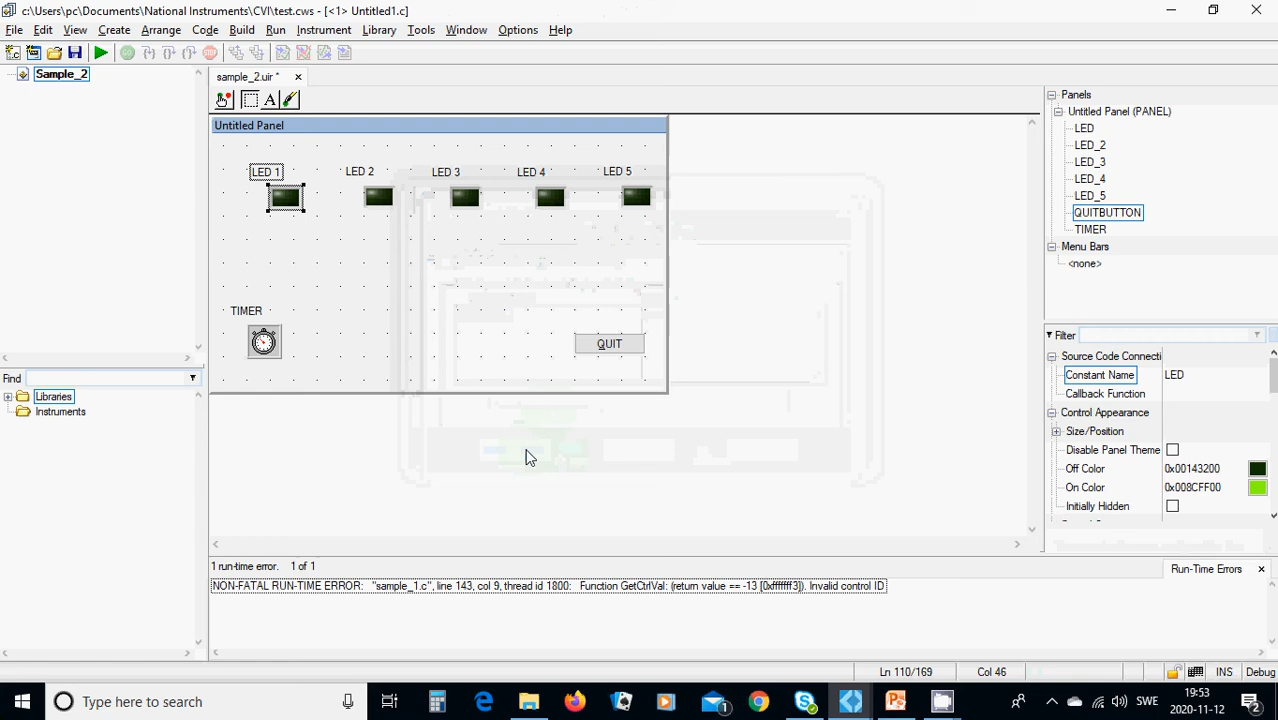 c:\Users\pc\Documents\National Instruments\CVI\test.cws - [<1> Untitled1.c]
File Edit View Create Arrange Code Build Run Instrument Library Tools Window Options Help
Sample_2
sample_2.uir *
Untitled Panel
LED 1 LED 2 LED 3 LED 4 LED 5
TIMER
QUIT
Panels
Untitled Panel (PANEL)
LED
LED_2
LED_3
LED_4
LED_5
QUITBUTTON
TIMER
Menu Bars
<none>
Filter
Source Code Connecti
Constant Name LED
Callback Function
Control Appearance
Size/Position
Disable Panel Theme
Off Color 0x00143200
On Color 0x008CFF00
Initially Hidden
Find
Libraries
Instruments
1 run-time error. 1 of 1
Run-Time Errors
NON-FATAL RUN-TIME ERROR: "sample_1.c", line 143, col 9, thread id 1800: Function GetCtrlVal: (return value == -13 [0xfffffff3]). Invalid control ID
Ln 110/169 Col 46 INS Debug
Type here to search
1
SWE
19:53
2020-11-12
2